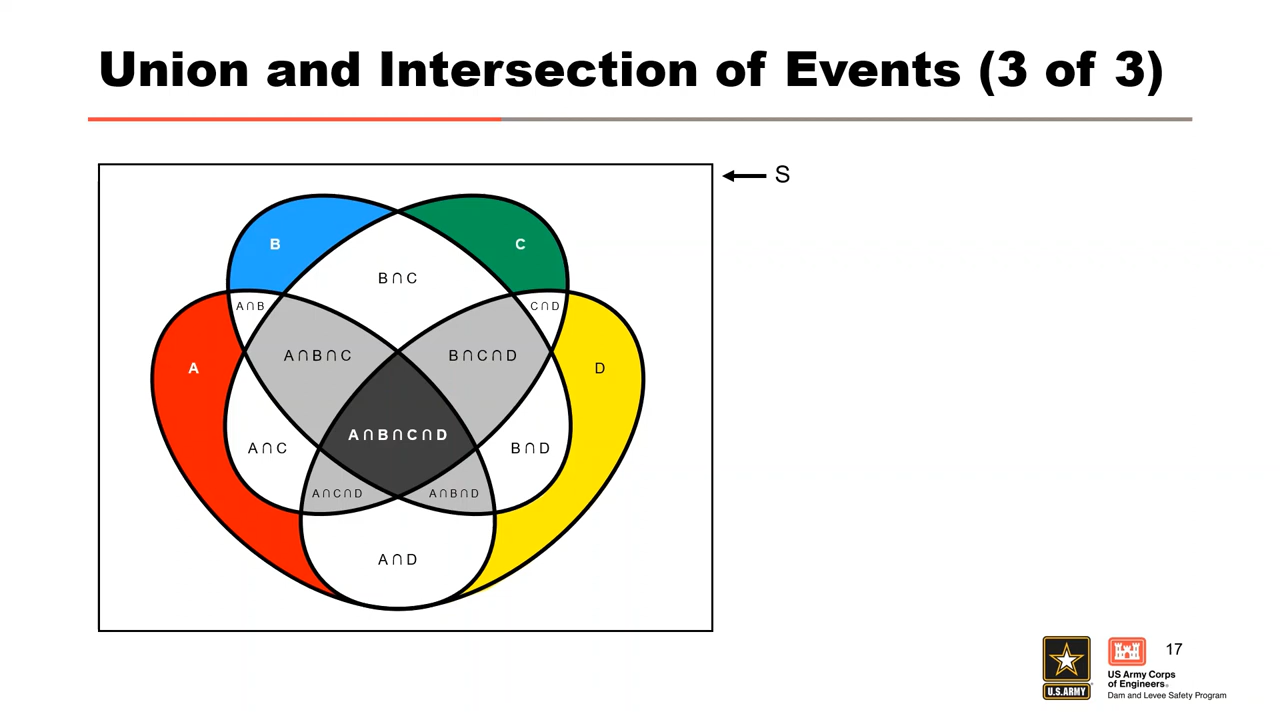 Union and Intersection of Events (3 of 3)
S
B
C
B∩C
A∩B
C∩D
A∩B∩C
B∩C∩D
A
D
A∩B∩C∩D
A∩C
B∩D
A∩C∩D
A∩B∩D
A∩D
17
U.S.ARMY
US Army Corps
of Engineers®
Dam and Levee Safety Program